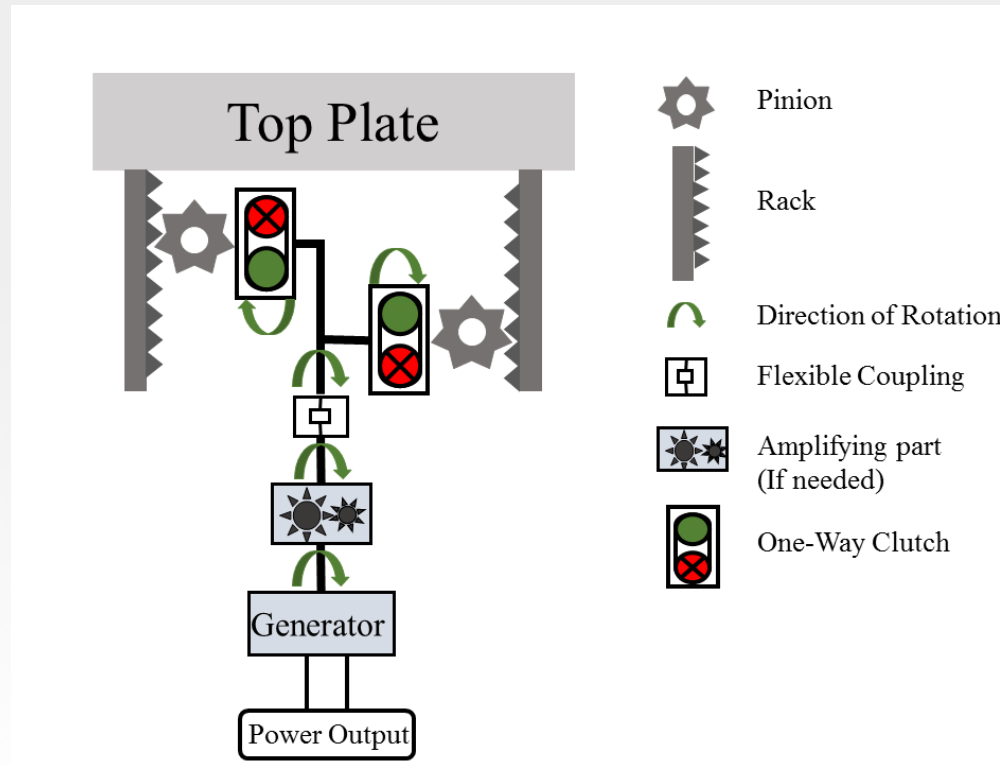 Top Plate
Generator
Power Output
Pinion
Rack
Direction of Rotation
Flexible Coupling
Amplifying part
(If needed)
One-Way Clutch